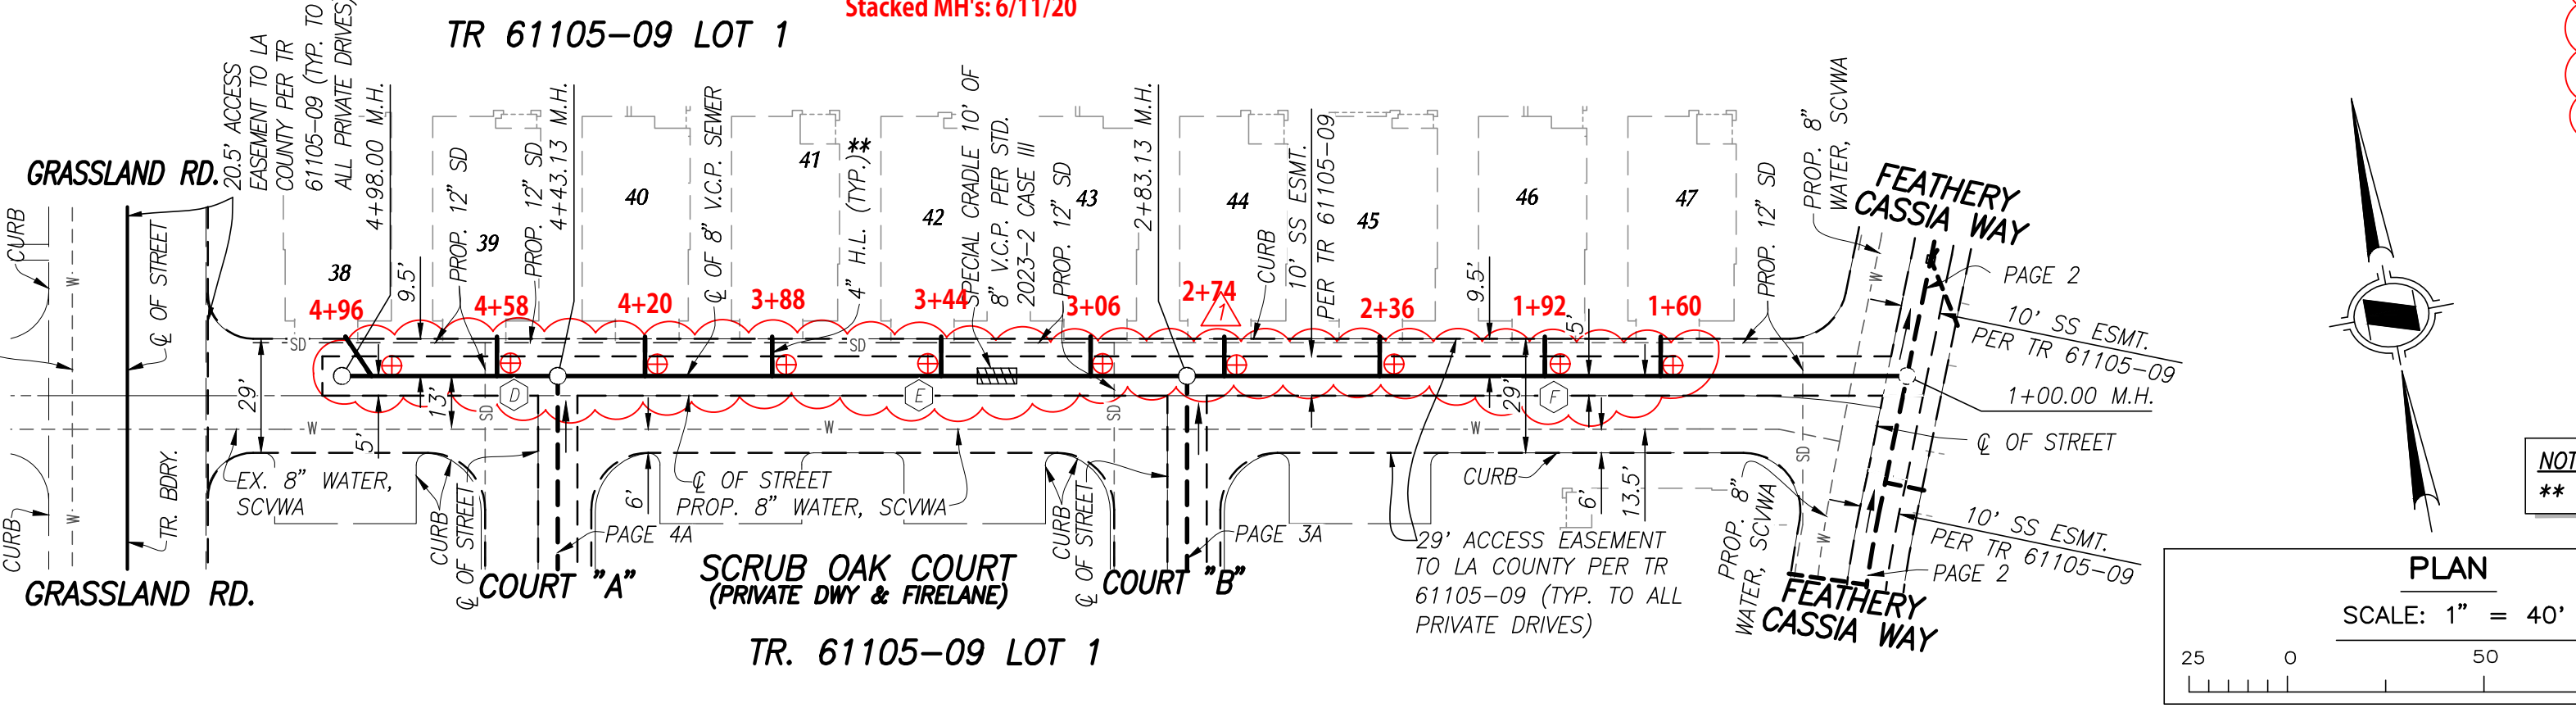 Stacked MH's: 6/11/20
TR 61105-09 LOT 1
20.5' ACCESS
EASEMENT TO LA
COUNTY PER TR
61105-09 (TYP. TO
ALL PRIVATE DRIVES)
GRASSLAND RD.
CURB
W
℄ OF STREET
4+98.00 M.H.
PROP. 12" SD
PROP. 12" SD
4+43.13 M.H.
℄ OF 8" V.C.P. SEWER
4" H.L. (TYP.)**
SPECIAL CRADLE 10' OF
8" V.C.P. PER STD.
2023-2 CASE III
PROP. 12" SD
2+83.13 M.H.
CURB
10' SS ESMT.
PER TR 61105-09
PROP. 12" SD
PROP. 8"
WATER, SCVWA
FEATHERY
CASSIA WAY
38
39
40
41
42
43
44
45
46
47
9.5'
9.5'
4+96
4+58
4+20
3+88
3+44
3+06
2+74
1
2+36
1+92
1+60
5'
SD
SD
W
PAGE 2
10' SS ESMT.
PER TR 61105-09
1+00.00 M.H.
℄ OF STREET
29'
13'
5'
D
E
F
29'
SD
SD
SD
W
W
W
W
EX. 8" WATER,
SCVWA
CURB
℄ OF STREET
6'
℄ OF STREET
PROP. 8" WATER, SCVWA
CURB
℄ OF STREET
CURB
6'
13.5'
PROP. 8"
WATER, SCVWA
W
10' SS ESMT.
PER TR 61105-09
PAGE 2
CURB
W
TR. BDRY.
GRASSLAND RD.
PAGE 4A
COURT "A"
SCRUB OAK COURT
(PRIVATE DWY & FIRELANE)
PAGE 3A
COURT "B"
29' ACCESS EASEMENT
TO LA COUNTY PER TR
61105-09 (TYP. TO ALL
PRIVATE DRIVES)
FEATHERY
CASSIA WAY
TR. 61105-09 LOT 1
NOT
**
PLAN
SCALE: 1" = 40'
25 0 50